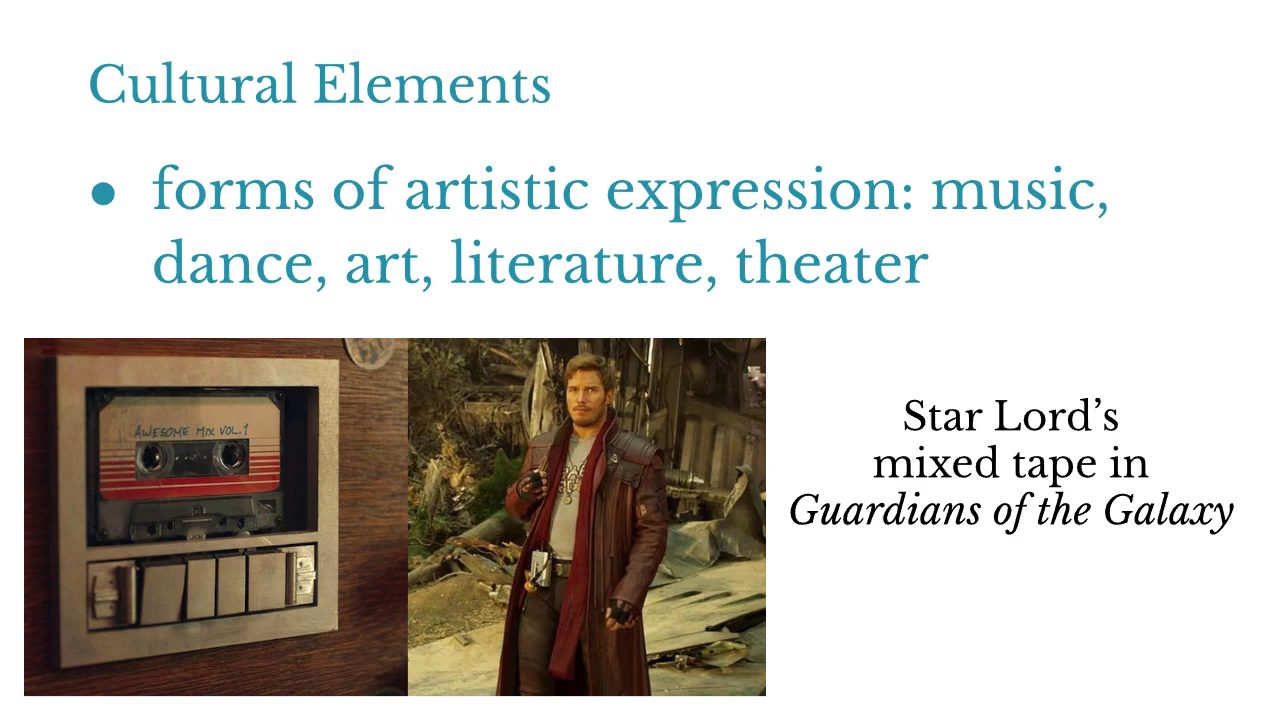 Cultural Elements
● forms of artistic expression: music,
dance, art, literature, theater
AWESOME MIX VOL.1
Star Lord’s
mixed tape in
Guardians of the Galaxy